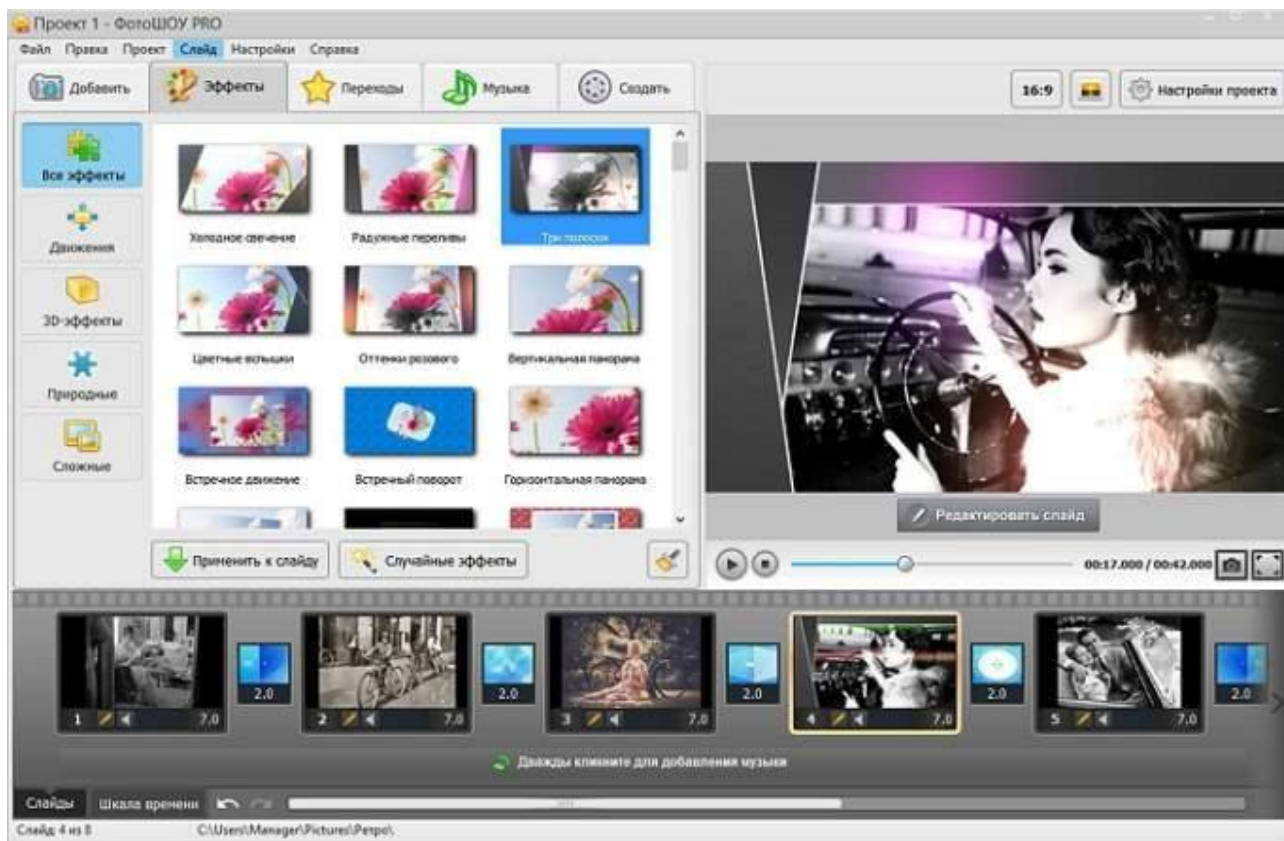 Проект 1 - ФотоШОУ PRO
Файл Правка Проект Слайд Настройки Справка
Добавить Эффекты Переходы Музыка Создать
16:9 Настройки проекта
Все эффекты
Движения
3D-эффекты
Природные
Сложные
Холодное свечение Радужные переливы Три полоски
Цветные вспышки Оттенки розового Вертикальная панорама
Встречное движение Встречный поворот Горизонтальная панорама
Применить к слайду Случайные эффекты
Редактировать слайд
00:17.000 / 00:42.000
2.0 2.0 2.0 2.0 2.0
1 7.0 2 7.0 3 7.0 4 7.0 5 7.0
Дважды кликните для добавления музыки
Слайды Шкала времени
Слайд: 4 из 8 C:\Users\Manager\Pictures\Ретро\